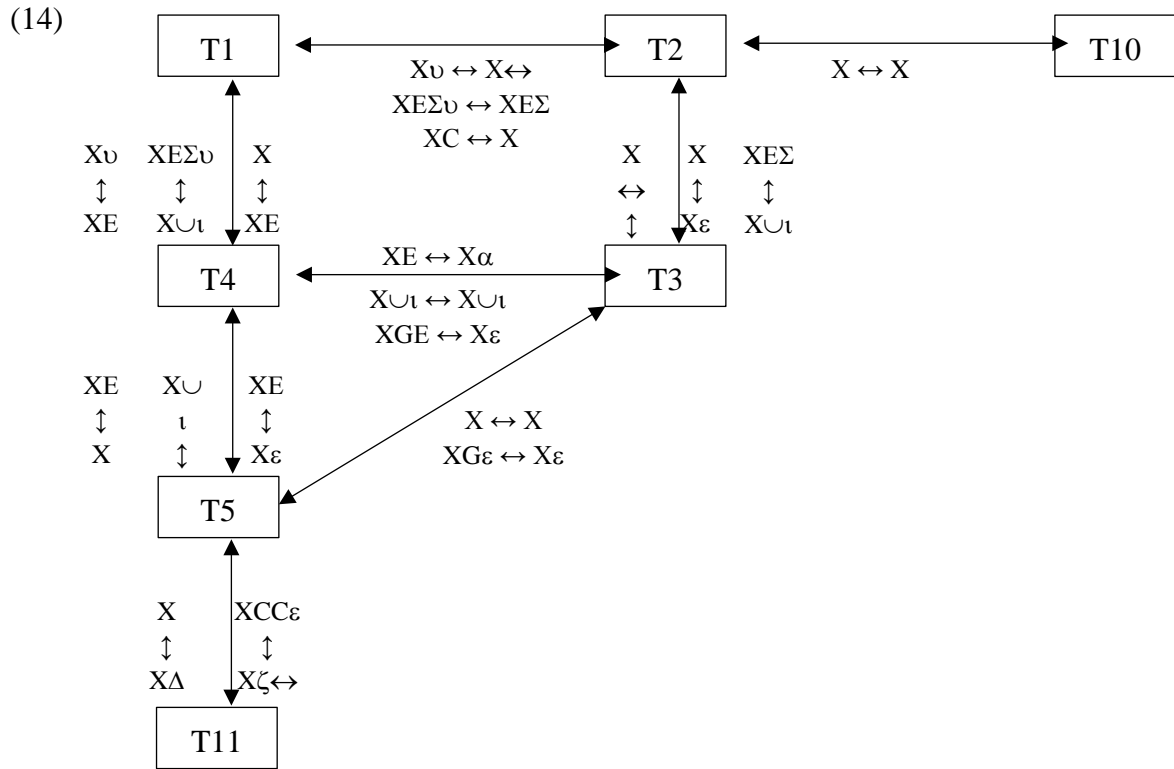 (14)
T1 T2 T10
Xυ ↔ X↔ X ↔ X
XEΣυ ↔ XEΣ
XC ↔ X
Xυ XEΣυ X X X XEΣ
↕ ↕ ↕ ↔ ↕ ↕
XE X∪ι XE ↕ Xε X∪ι
XE ↔ Xα
T4 T3
X∪ι ↔ X∪ι
XGE ↔ Xε
XE X∪ XE
↕ ι ↕ X ↔ X
X ↕ Xε XGε ↔ Xε
T5
X XCCε
↕ ↕
XΔ Xζ↔
T11